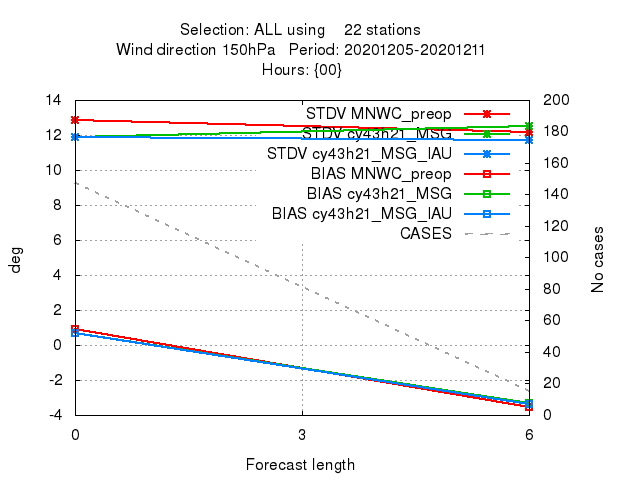 Selection: ALL using 22 stations
Wind direction 150hPa Period: 20201205-20201211
Hours: {00}
14
12
10
8
6
4
2
0
-2
-4
deg
200
180
160
140
120
100
80
60
40
20
0
No cases
STDV MNWC_preop
STDV cy43h21_MSG
STDV cy43h21_MSG_IAU
BIAS MNWC_preop
BIAS cy43h21_MSG
BIAS cy43h21_MSG_IAU
CASES
0 3 6
Forecast length